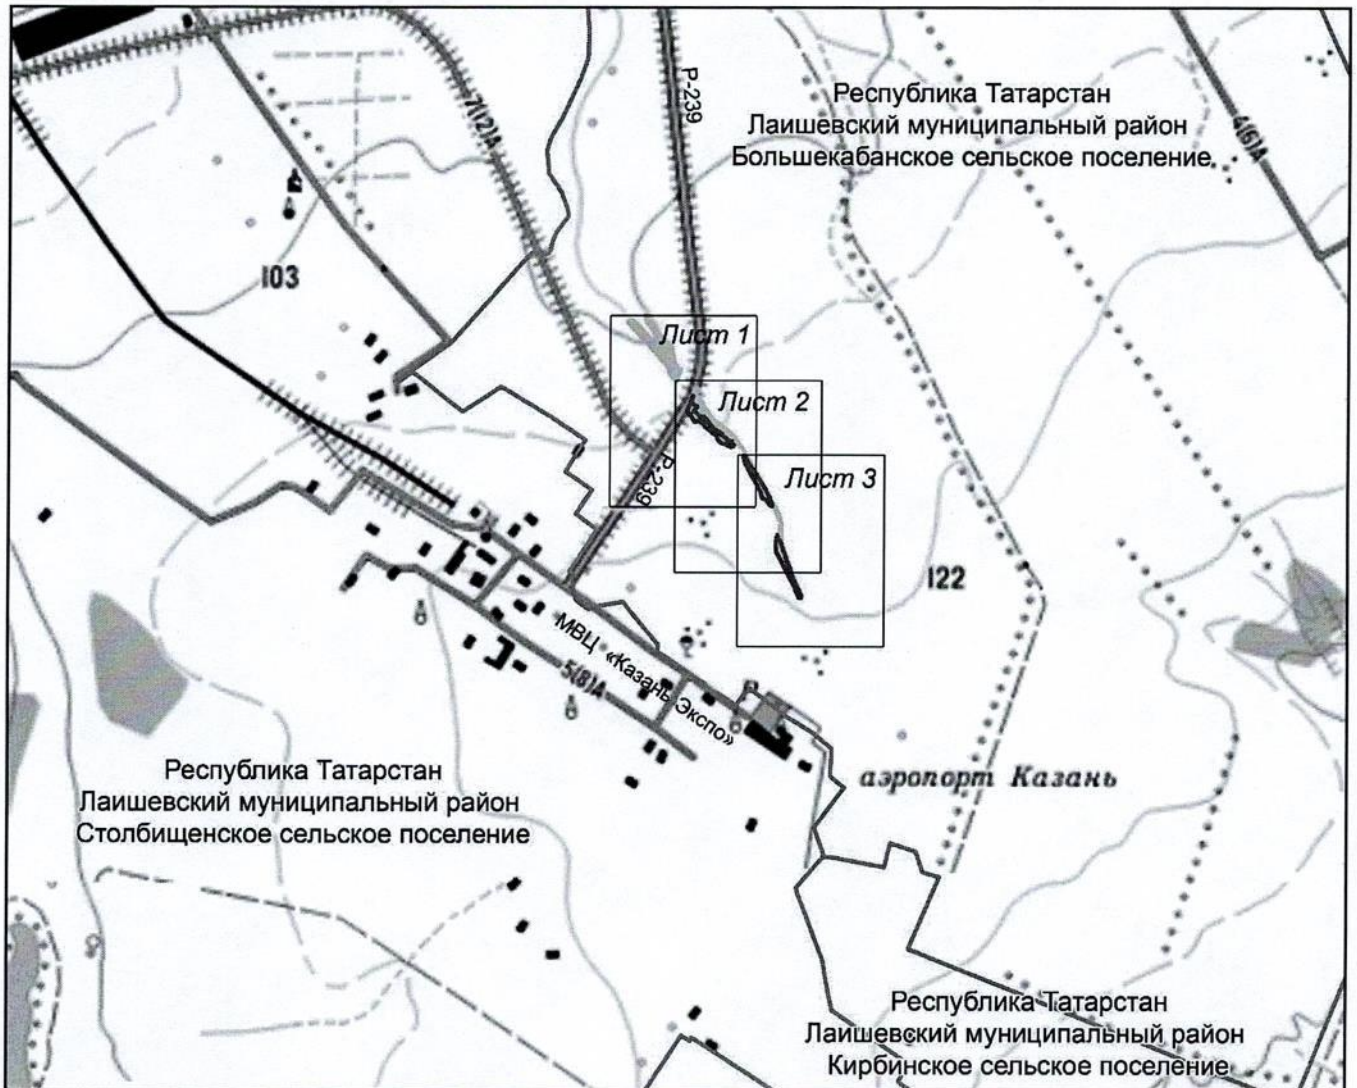 Р-239
Республика Татарстан
Лаишевский муниципальный район
Большекабанское сельское поселение
7(12)А
4(6)А
103
Лист 1
Лист 2
Р-239
Лист 3
122
МВЦ «Казань Экспо»
5(8)А
аэропорт Казань
Республика Татарстан
Лаишевский муниципальный район
Столбищенское сельское поселение
Республика Татарстан
Лаишевский муниципальный район
Кирбинское сельское поселение